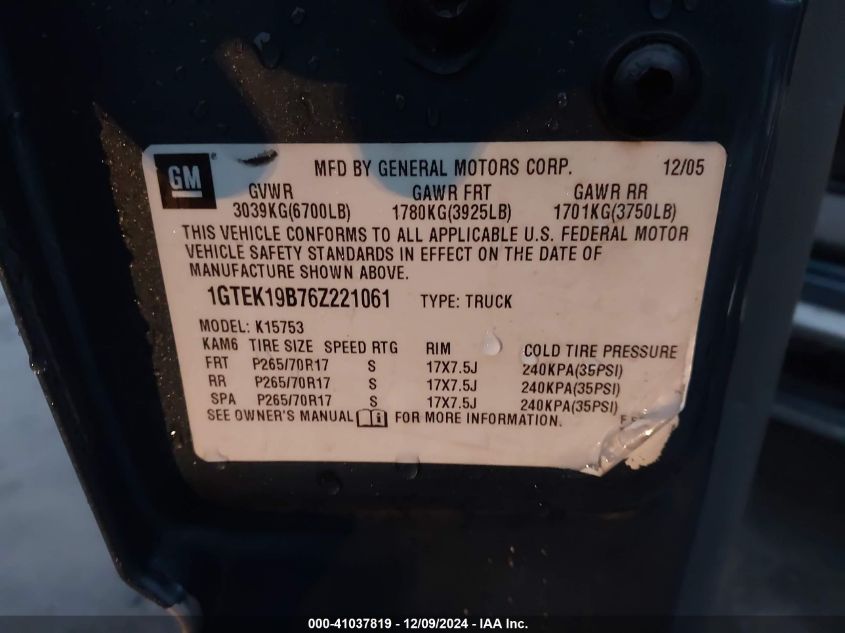 GM MFD BY GENERAL MOTORS CORP. 12/05
GVWR GAWR FRT GAWR RR
3039KG(6700LB) 1780KG(3925LB) 1701KG(3750LB)
THIS VEHICLE CONFORMS TO ALL APPLICABLE U.S. FEDERAL MOTOR
VEHICLE SAFETY STANDARDS IN EFFECT ON THE DATE OF
MANUFACTURE SHOWN ABOVE.
1GTEK19B76Z221061 TYPE: TRUCK
MODEL: K15753
KAM6 TIRE SIZE SPEED RTG RIM COLD TIRE PRESSURE
FRT P265/70R17 S 17X7.5J 240KPA(35PSI)
RR P265/70R17 S 17X7.5J 240KPA(35PSI)
SPA P265/70R17 S 17X7.5J 240KPA(35PSI)
SEE OWNER'S MANUAL FOR MORE INFORMATION.
000-41037819 - 12/09/2024 - IAA Inc.